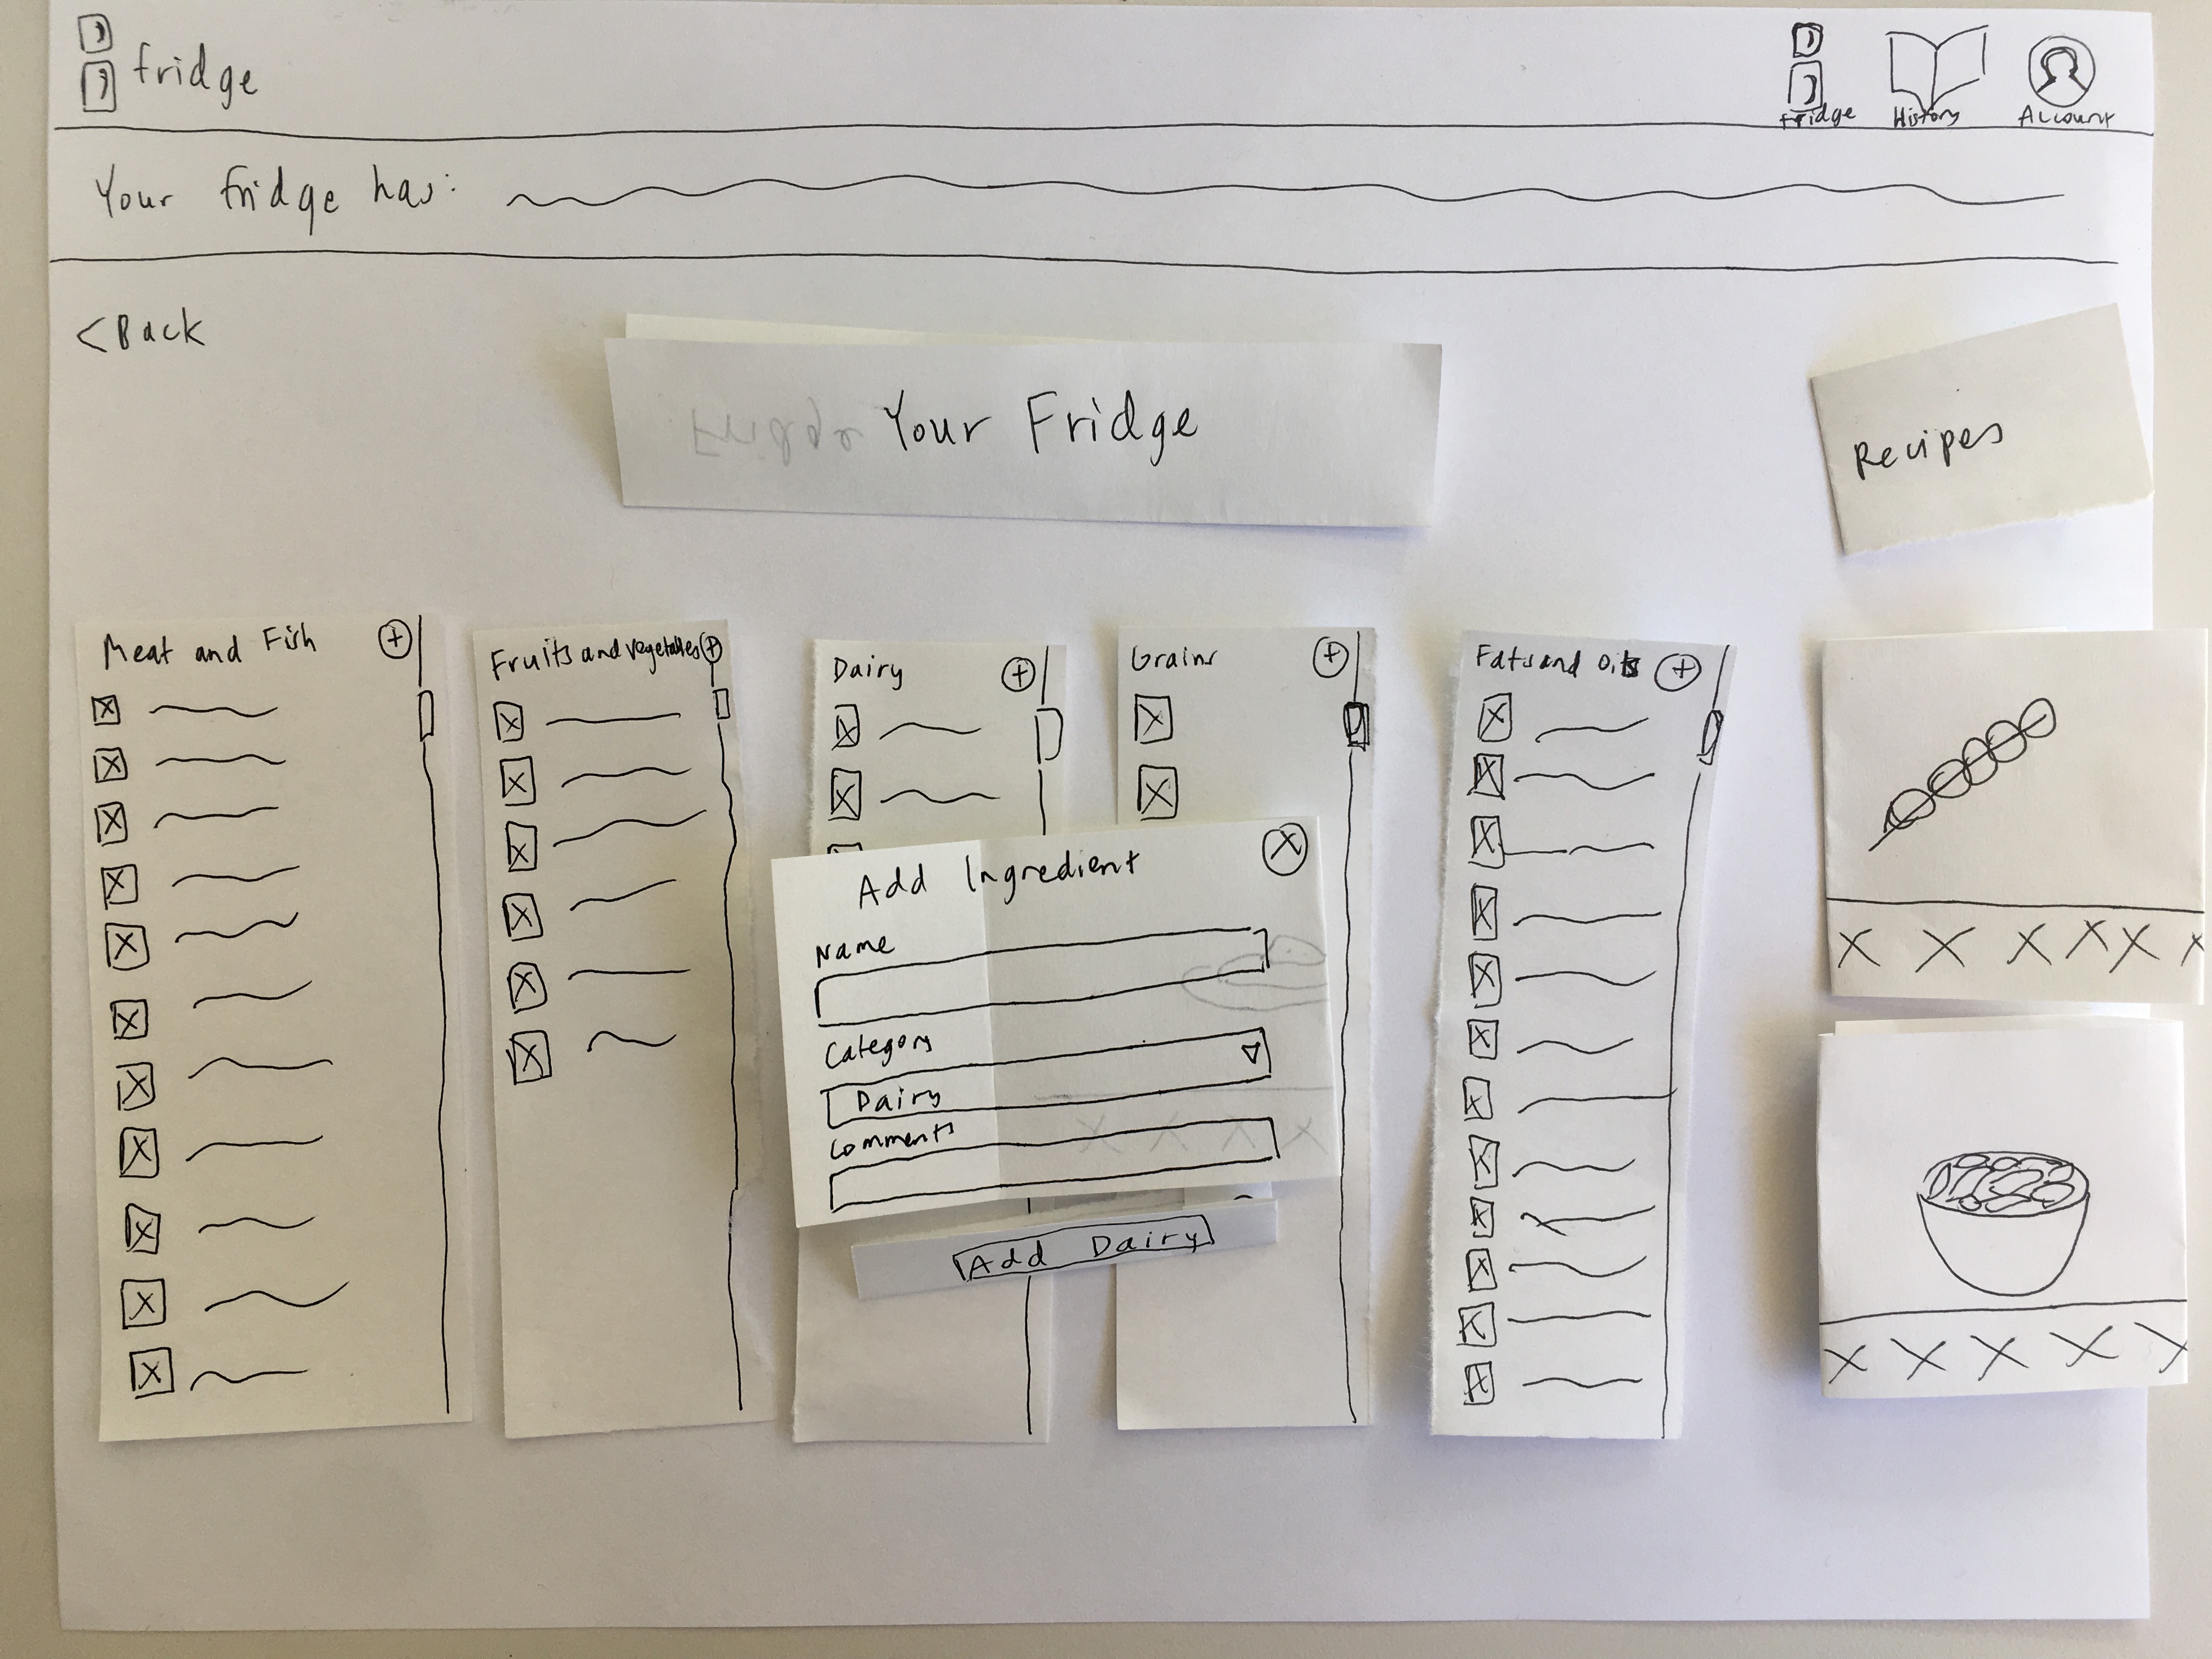 fridge
Fridge
History
Account
Your fridge has:
<Back
Your Fridge
Recipes
Meat and Fish
Fruits and vegetables
Dairy
Grains
Fats and oils
Add Ingredient
Name
Category
Dairy
Comments
Add Dairy